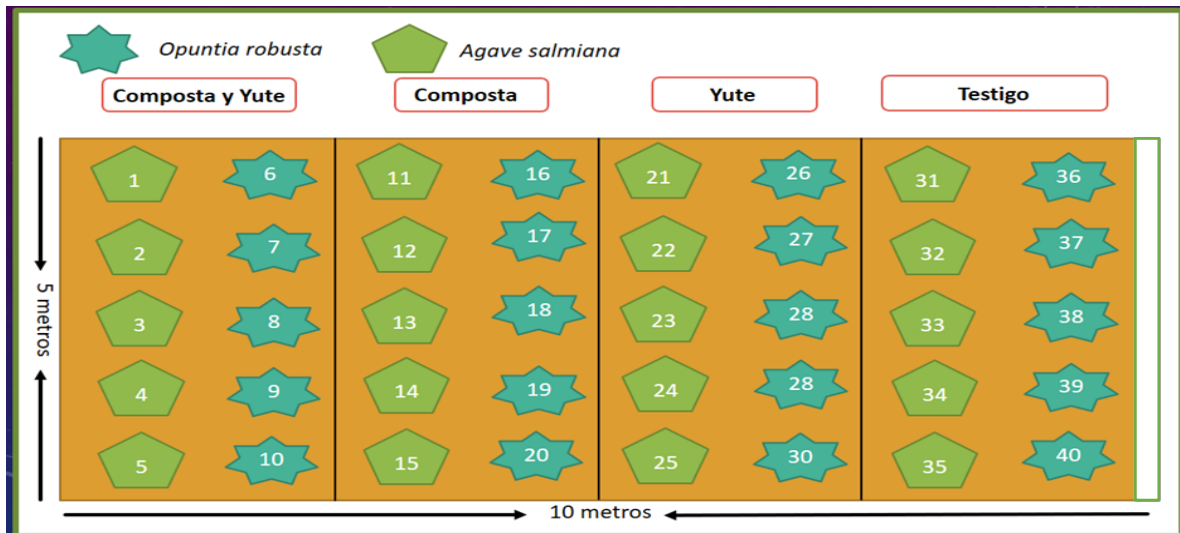 Opuntia robusta
Agave salmiana
Composta y Yute
Composta
Yute
Testigo
1 6 11 16 21 26 31 36
2 7 12 17 22 27 32 37
3 8 13 18 23 28 33 38
4 9 14 19 24 28 34 39
5 10 15 20 25 30 35 40
5 metros
10 metros